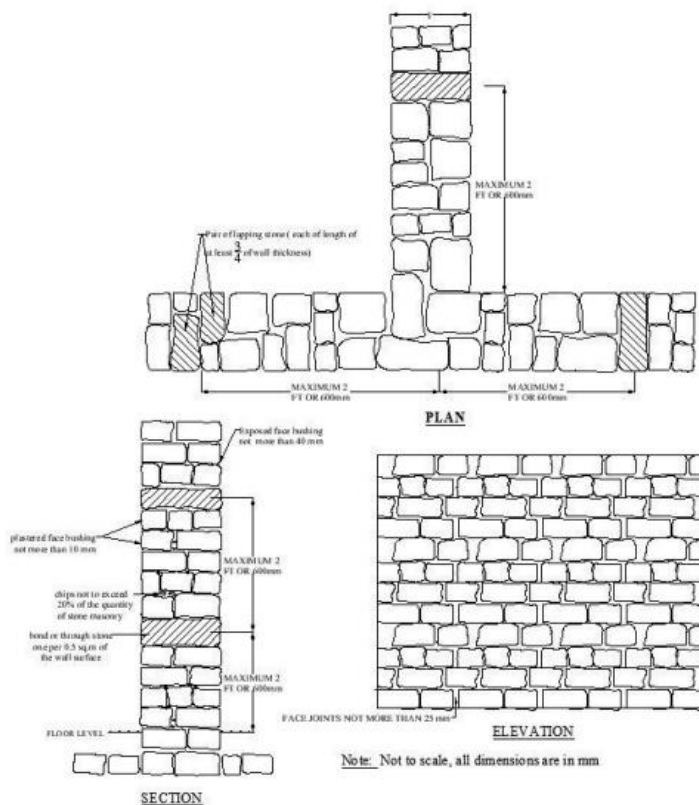 MAXIMUM 2
FT OR 600mm
Pair of lapping stone ( each of length of
at least 3/4 of wall thickness)
MAXIMUM 2
FT OR 600mm
MAXIMUM 2
FT OR 600mm
PLAN
Exposed face bushing
not more than 40 mm
plastered face bushing
not more than 10 mm
MAXIMUM 2
FT OR 600mm
chips not to exceed
20% of the quantity
of stone masonry
bond or through stone
one per 0.5 sq.m of
the wall surface
MAXIMUM 2
FT OR 600mm
FACE JOINTS NOT MORE THAN 25 mm
FLOOR LEVEL
ELEVATION
Note: Not to scale, all dimensions are in mm
SECTION